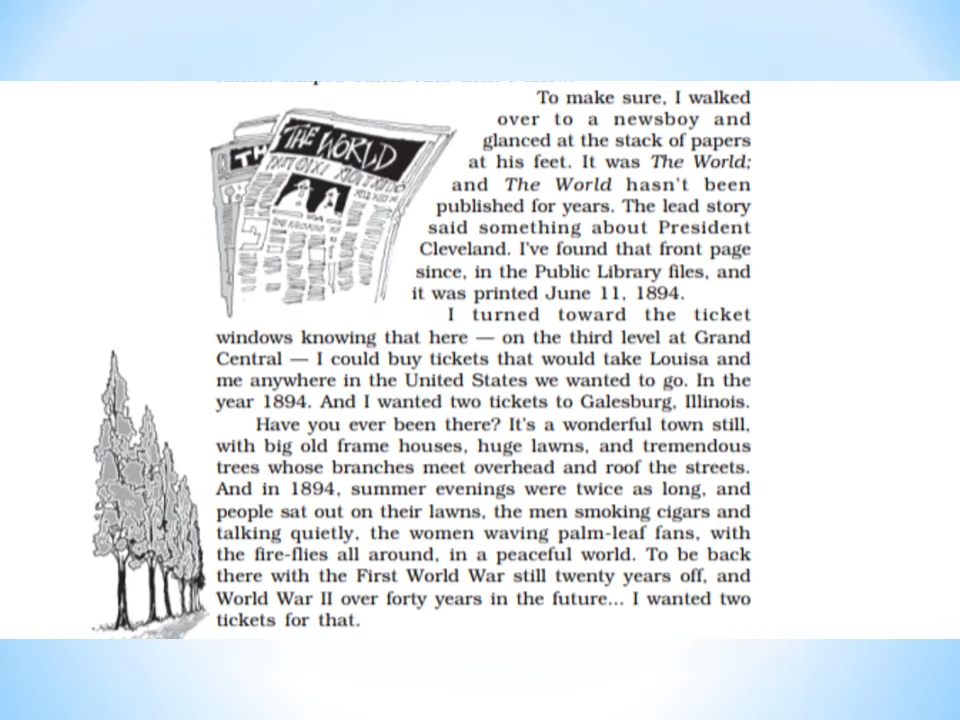 THE WORLD
TH
To make sure, I walked
over to a newsboy and
glanced at the stack of papers
at his feet. It was The World;
and The World hasn't been
published for years. The lead story
said something about President
Cleveland. I've found that front page
since, in the Public Library files, and
it was printed June 11, 1894.
I turned toward the ticket
windows knowing that here — on the third level at Grand
Central — I could buy tickets that would take Louisa and
me anywhere in the United States we wanted to go. In the
year 1894. And I wanted two tickets to Galesburg, Illinois.
Have you ever been there? It's a wonderful town still,
with big old frame houses, huge lawns, and tremendous
trees whose branches meet overhead and roof the streets.
And in 1894, summer evenings were twice as long, and
people sat out on their lawns, the men smoking cigars and
talking quietly, the women waving palm-leaf fans, with
the fire-flies all around, in a peaceful world. To be back
there with the First World War still twenty years off, and
World War II over forty years in the future... I wanted two
tickets for that.